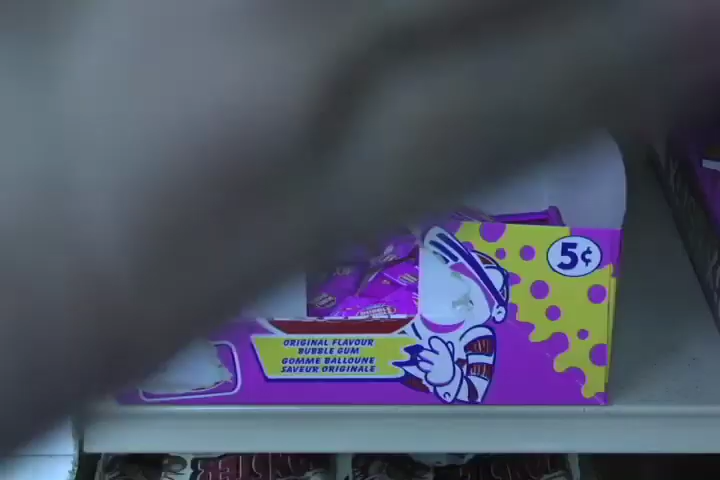 5¢
ORIGINAL FLAVOUR
BUBBLE GUM
GOMME BALLOUNE
SAVEUR ORIGINALE